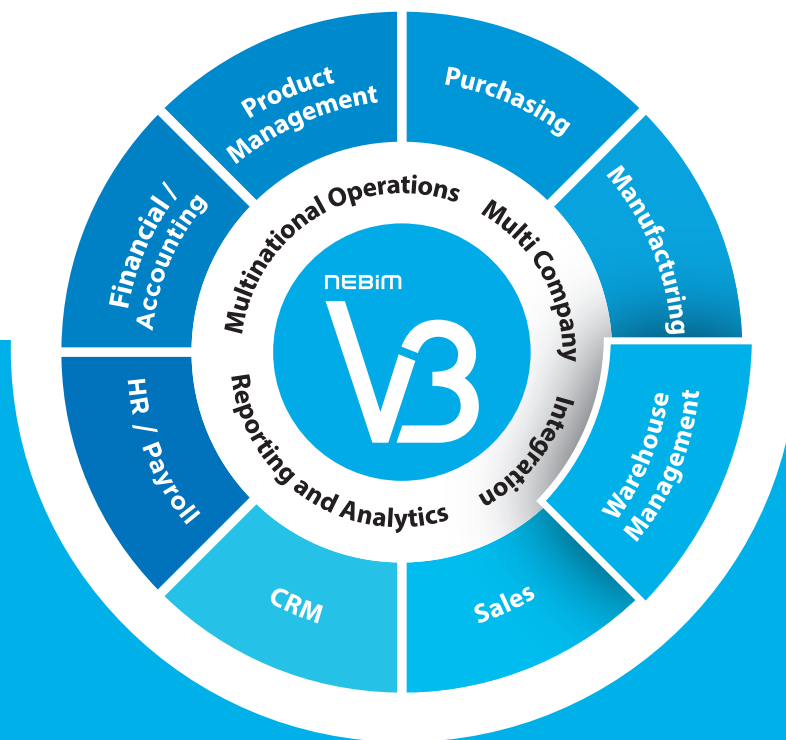 Product
Management
Purchasing
Manufacturing
Warehouse
Management
Sales
CRM
HR / Payroll
Financial /
Accounting
Multinational Operations
Multi Company
Integration
Reporting and Analytics
NEBiM
V3